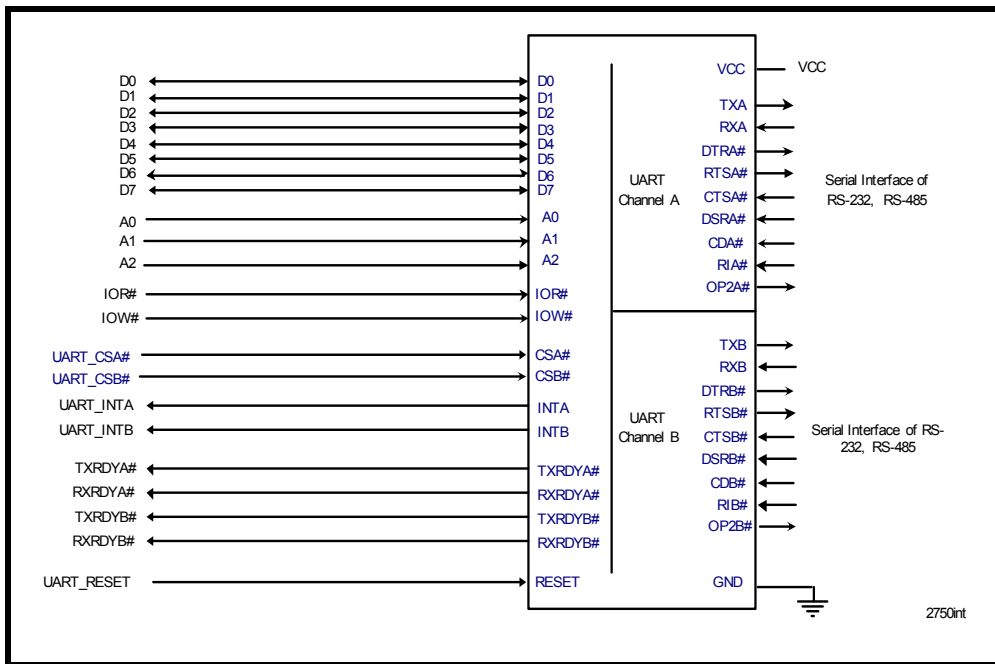 D0
D1
D2
D3
D4
D5
D6
D7
A0
A1
A2
IOR#
IOW#
UART_CSA#
UART_CSB#
UART_INTA
UART_INTB
TXRDYA#
RXRDYA#
TXRDYB#
RXRDYB#
UART_RESET
D0
D1
D2
D3
D4
D5
D6
D7
A0
A1
A2
IOR#
IOW#
CSA#
CSB#
INTA
INTB
TXRDYA#
RXRDYA#
TXRDYB#
RXRDYB#
RESET
UART
Channel A
UART
Channel B
VCC
TXA
RXA
DTRA#
RTSA#
CTSA#
DSRA#
CDA#
RIA#
OP2A#
TXB
RXB
DTRB#
RTSB#
CTSB#
DSRB#
CDB#
RIB#
OP2B#
GND
VCC
Serial Interface of
RS-232, RS-485
Serial Interface of RS-
232, RS-485
2750int